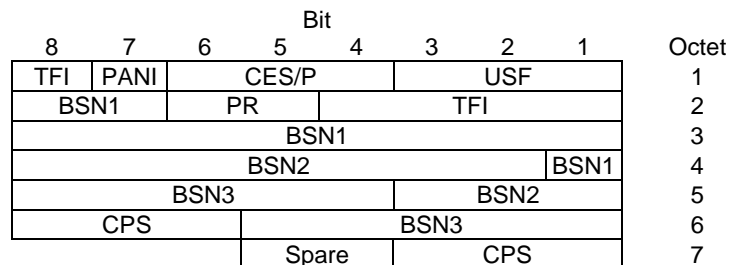 Bit
8 7 6 5 4 3 2 1 Octet
TFI PANI CES/P USF 1
BSN1 PR TFI 2
BSN1 3
BSN2 BSN1 4
BSN3 BSN2 5
CPS BSN3 6
Spare CPS 7